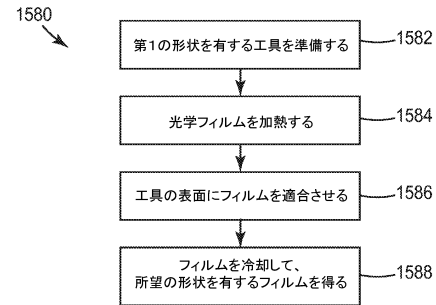 1580
第1の形状を有する工具を準備する
1582
光学フィルムを加熱する
1584
工具の表面にフィルムを適合させる
1586
フィルムを冷却して、
所望の形状を有するフィルムを得る
1588